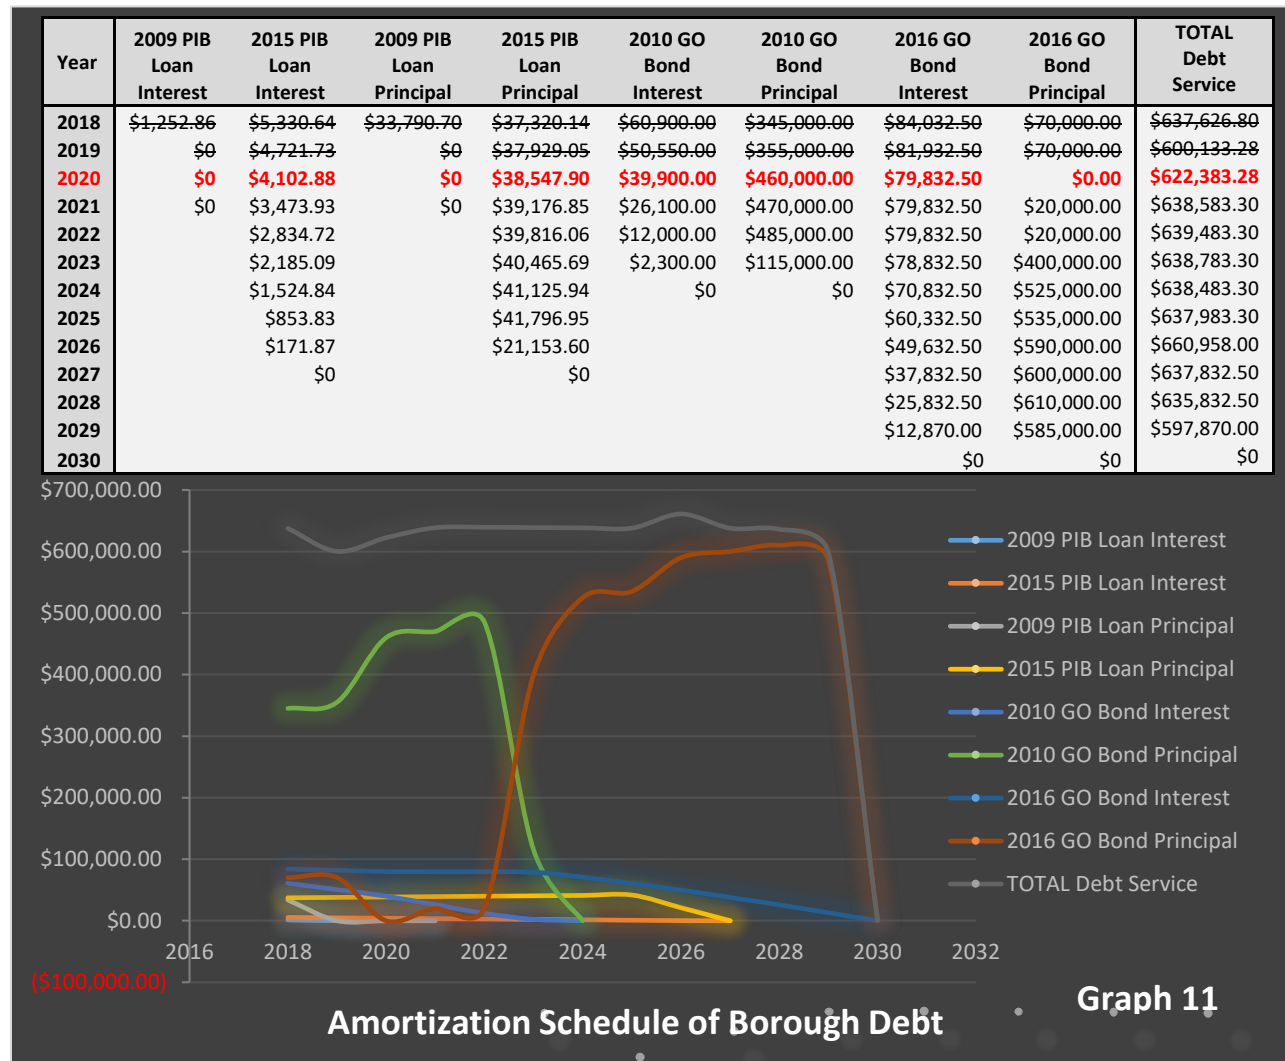 Year 2009 PIB Loan Interest 2015 PIB Loan Interest 2009 PIB Loan Principal 2015 PIB Loan Principal 2010 GO Bond Interest 2010 GO Bond Principal 2016 GO Bond Interest 2016 GO Bond Principal TOTAL Debt Service
2018 $1,252.86 $5,330.64 $33,790.70 $37,320.14 $60,900.00 $345,000.00 $84,032.50 $70,000.00 $637,626.80
2019 $0 $4,721.73 $0 $37,929.05 $50,550.00 $355,000.00 $81,932.50 $70,000.00 $600,133.28
2020 $0 $4,102.88 $0 $38,547.90 $39,900.00 $460,000.00 $79,832.50 $0.00 $622,383.28
2021 $0 $3,473.93 $0 $39,176.85 $26,100.00 $470,000.00 $79,832.50 $20,000.00 $638,583.30
2022 $2,834.72 $39,816.06 $12,000.00 $485,000.00 $79,832.50 $20,000.00 $639,483.30
2023 $2,185.09 $40,465.69 $2,300.00 $115,000.00 $78,832.50 $400,000.00 $638,783.30
2024 $1,524.84 $41,125.94 $0 $0 $70,832.50 $525,000.00 $638,483.30
2025 $853.83 $41,796.95 $60,332.50 $535,000.00 $637,983.30
2026 $171.87 $21,153.60 $49,632.50 $590,000.00 $660,958.00
2027 $0 $0 $37,832.50 $600,000.00 $637,832.50
2028 $25,832.50 $610,000.00 $635,832.50
2029 $12,870.00 $585,000.00 $597,870.00
2030 $0 $0 $0
$700,000.00
$600,000.00
$500,000.00
$400,000.00
$300,000.00
$200,000.00
$100,000.00
$0.00
($100,000.00)
2016 2018 2020 2022 2024 2026 2028 2030 2032
2009 PIB Loan Interest
2015 PIB Loan Interest
2009 PIB Loan Principal
2015 PIB Loan Principal
2010 GO Bond Interest
2010 GO Bond Principal
2016 GO Bond Interest
2016 GO Bond Principal
TOTAL Debt Service
Graph 11
Amortization Schedule of Borough Debt